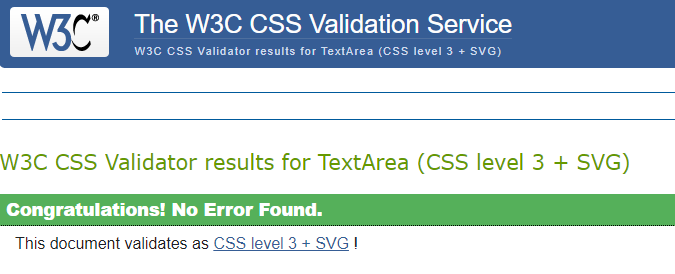 W3C®
The W3C CSS Validation Service
W3C CSS Validator results for TextArea (CSS level 3 + SVG)
W3C CSS Validator results for TextArea (CSS level 3 + SVG)
Congratulations! No Error Found.
This document validates as CSS level 3 + SVG !